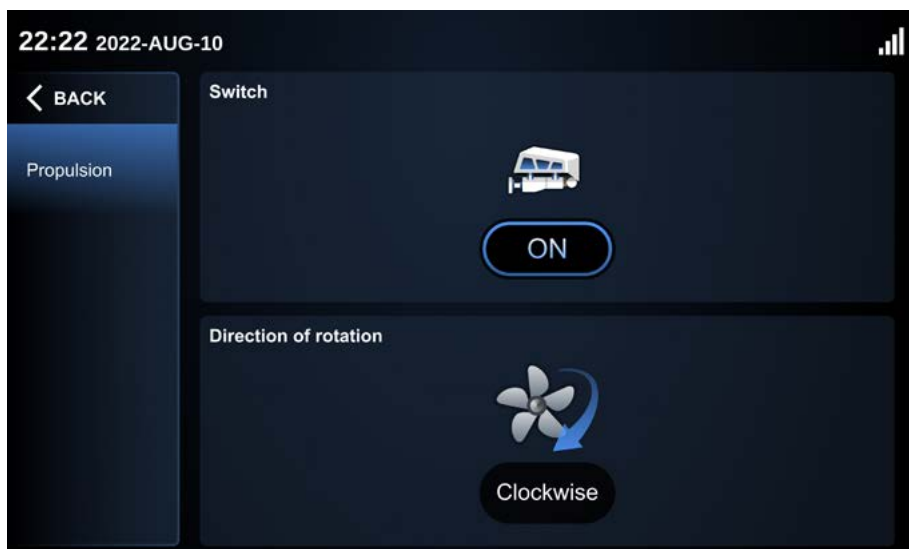 22:22 2022-AUG-10
BACK
Propulsion
Switch
ON
Direction of rotation
Clockwise